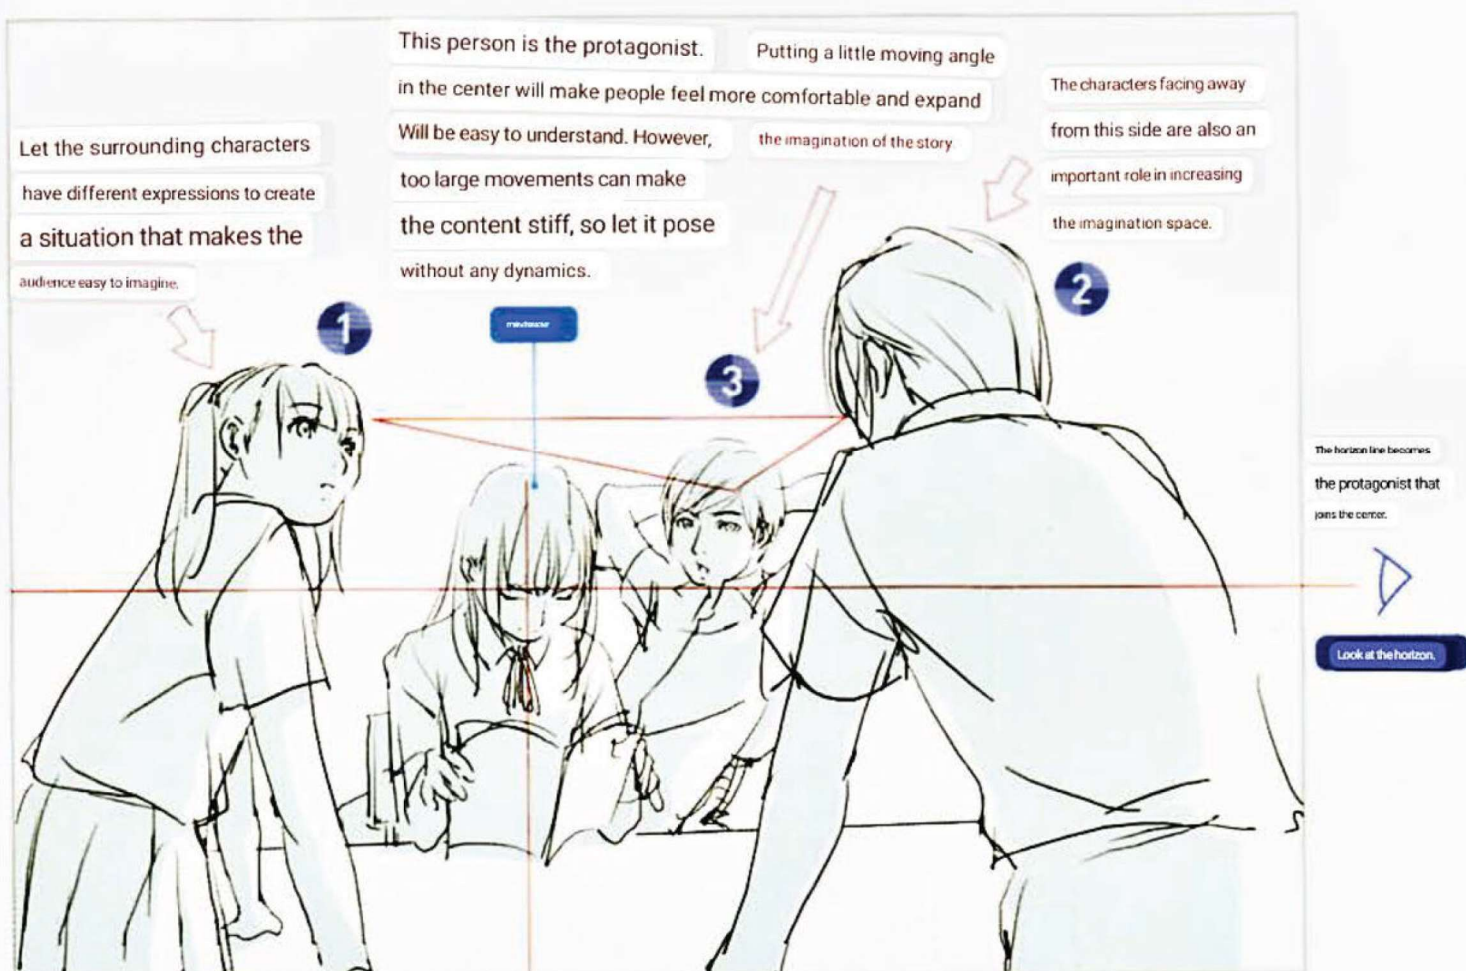 This person is the protagonist.
in the center will make people feel more comfortable and expand
Will be easy to understand. However,
too large movements can make
the content stiff, so let it pose
without any dynamics.
Putting a little moving angle
the imagination of the story
The characters facing away
from this side are also an
important role in increasing
the imagination space.
Let the surrounding characters
have different expressions to create
a situation that makes the
audience easy to imagine.
1
2
3
The horizon line becomes
the protagonist that
joins the center.
Look at the horizon.